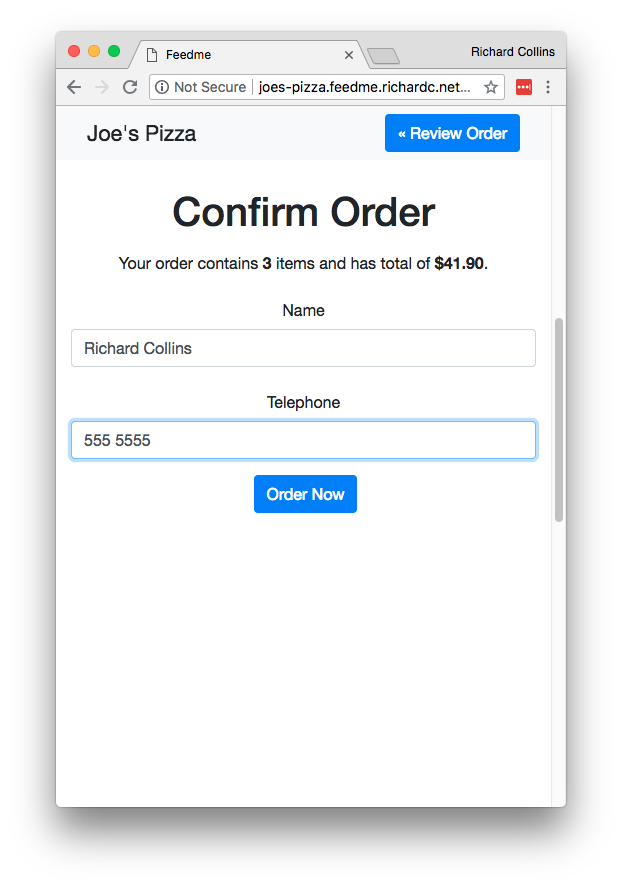 Feedme
Richard Collins
Not Secure
joes-pizza.feedme.richardc.net...
Joe's Pizza
« Review Order
Confirm Order
Your order contains 3 items and has total of $41.90.
Name
Richard Collins
Telephone
555 5555
Order Now